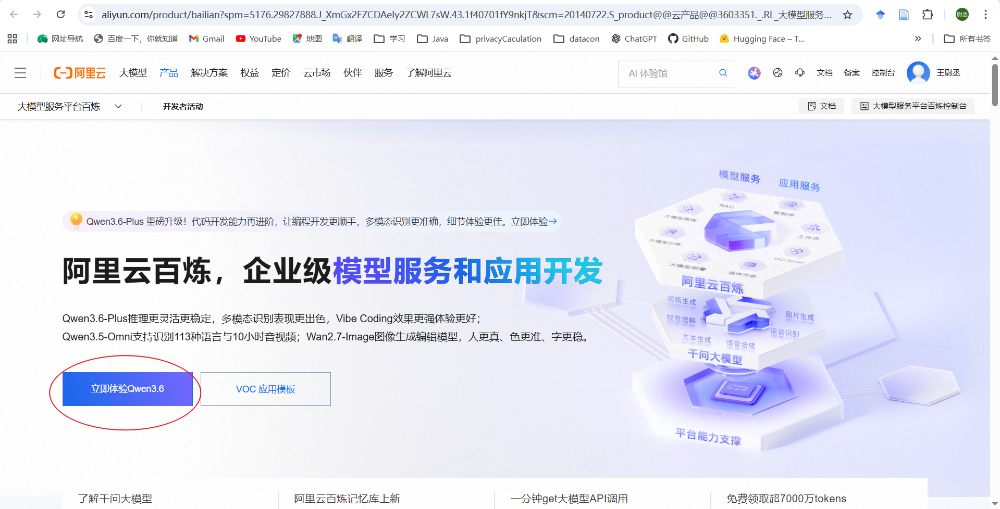 aliyun.com/product/bailian?spm=5176.29827888.J_XmGx2FZCDAeIy2ZCWL7sW.43.1f40701fY9nkjT&scm=20140722.S_product@@云产品@@3603351._.RL_大模型服务...
尉丞
网址导航 百度一下，你就知道 Gmail YouTube 地图 翻译 学习 Java privacyCaculation datacon ChatGPT GitHub Hugging Face – T... 所有书签
阿里云 大模型 产品 解决方案 权益 定价 云市场 伙伴 服务 了解阿里云 AI 体验馆 文档 备案 控制台 王尉丞
大模型服务平台百炼 开发者活动 文档 大模型服务平台百炼控制台
模型服务 应用服务
RAG
智能体
大模型推理
工作流
大模型训练
MCP Server
大模型部署
插件市场
阿里云百炼
Qwen3.6-Plus 重磅升级！代码开发能力再进阶，让编程开发更顺手，多模态识别更准确，细节体验更佳。立即体验
阿里云百炼，企业级模型服务和应用开发
视频生成
视觉理解
图片生成
语音识别
文本生成
语音合成
千问大模型
Qwen3.6-Plus推理更灵活更稳定，多模态识别表现更出色，Vibe Coding效果更强体验更好；
Qwen3.5-Omni支持识别113种语言与10小时音视频；Wan2.7-Image图像生成编辑模型，人更真、色更准、字更稳。
立即体验Qwen3.6 VOC 应用模板
平台能力支撑
了解千问大模型 阿里云百炼记忆库上新 一分钟get大模型API调用 免费领取超7000万tokens